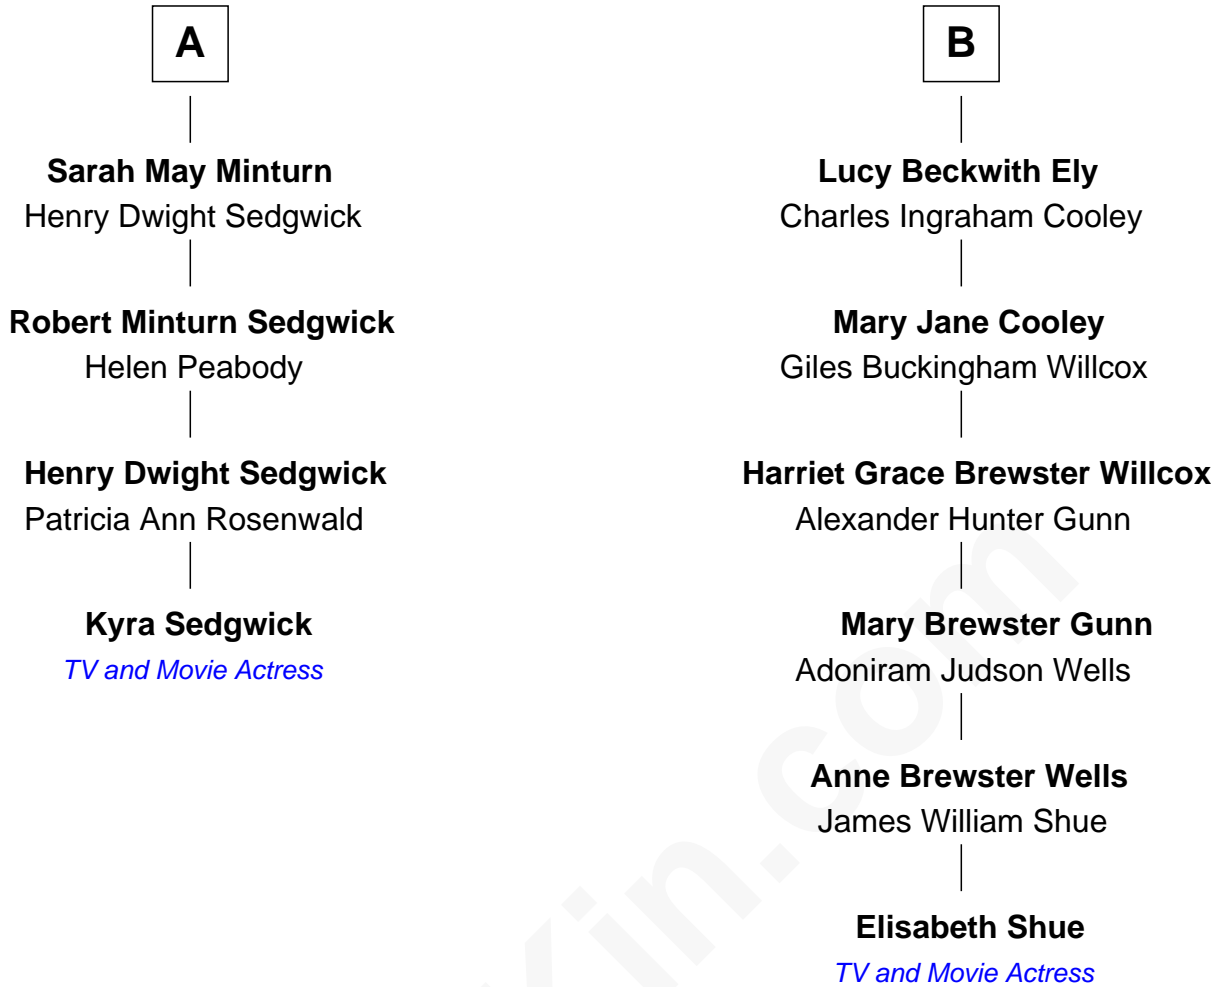 A
Sarah May Minturn
Henry Dwight Sedgwick
Robert Minturn Sedgwick
Helen Peabody
Henry Dwight Sedgwick
Patricia Ann Rosenwald
Kyra Sedgwick
TV and Movie Actress
B
Lucy Beckwith Ely
Charles Ingraham Cooley
Mary Jane Cooley
Giles Buckingham Willcox
Harriet Grace Brewster Willcox
Alexander Hunter Gunn
Mary Brewster Gunn
Adoniram Judson Wells
Anne Brewster Wells
James William Shue
Elisabeth Shue
TV and Movie Actress